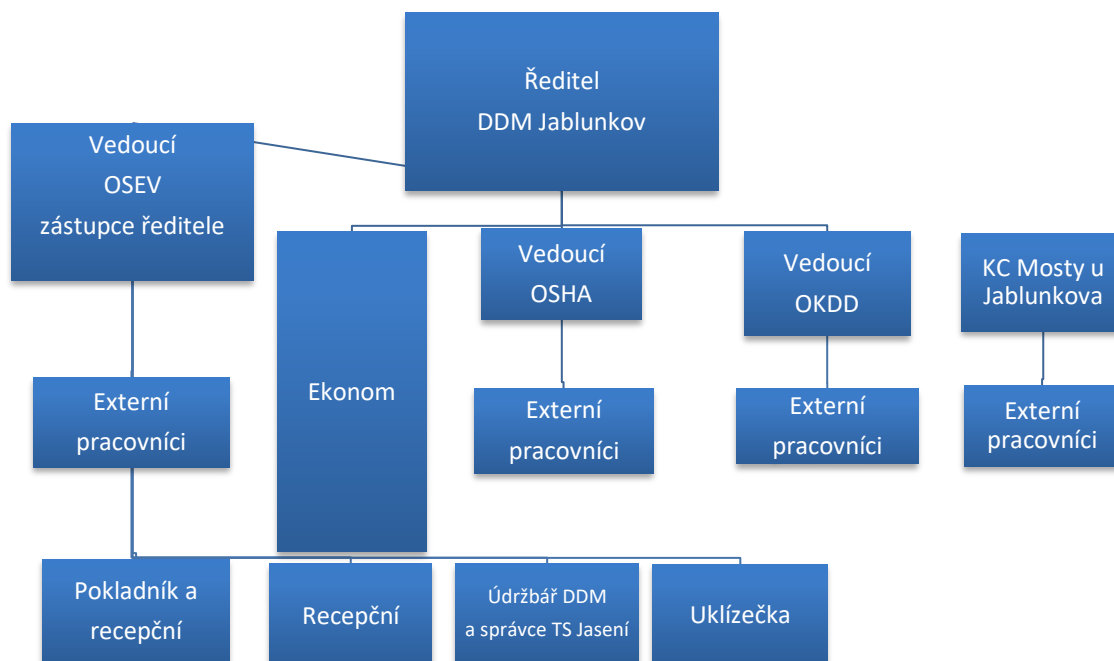 Ředitel
DDM Jablunkov
Vedoucí
OSEV
zástupce ředitele
Ekonom
Vedoucí
OSHA
Vedoucí
OKDD
KC Mosty u
Jablunkova
Externí
pracovníci
Externí
pracovníci
Externí
pracovníci
Externí
pracovníci
Pokladník a
recepční
Recepční
Údržbář DDM
a správce TS Jasení
Uklízečka